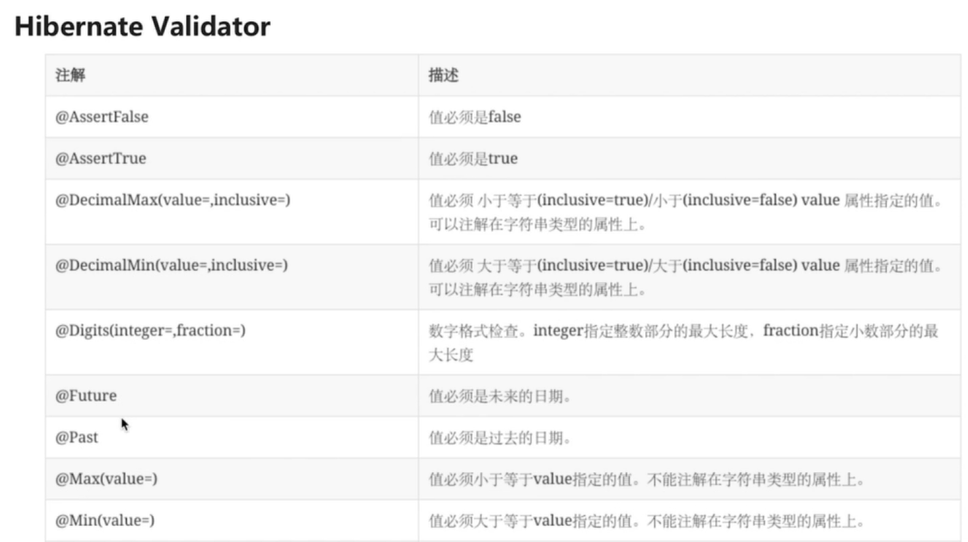 Hibernate Validator
注解
描述
@AssertFalse
值必须是false
@AssertTrue
值必须是true
@DecimalMax(value=,inclusive=)
值必须 小于等于(inclusive=true)/小于(inclusive=false) value 属性指定的值。
可以注解在字符串类型的属性上。
@DecimalMin(value=,inclusive=)
值必须 大于等于(inclusive=true)/大于(inclusive=false) value 属性指定的值。
可以注解在字符串类型的属性上。
@Digits(integer=,fraction=)
数字格式检查。integer指定整数部分的最大长度，fraction指定小数部分的最
大长度
@Future
值必须是未来的日期。
@Past
值必须是过去的日期。
@Max(value=)
值必须小于等于value指定的值。不能注解在字符串类型的属性上。
@Min(value=)
值必须大于等于value指定的值。不能注解在字符串类型的属性上。